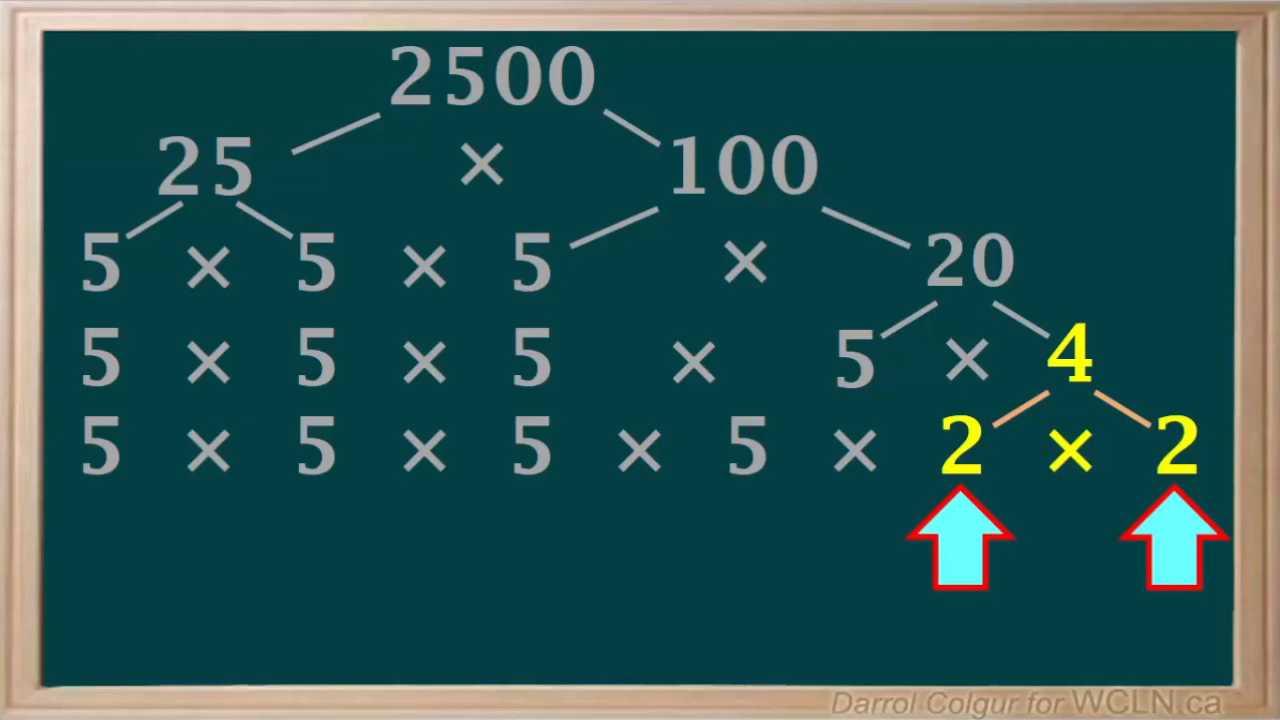 2500
25 × 100
5 × 5 × 5 × 20
5 × 5 × 5 × 5 × 4
5 × 5 × 5 × 5 × 2 × 2
Darrol Colgur for WCLN.ca